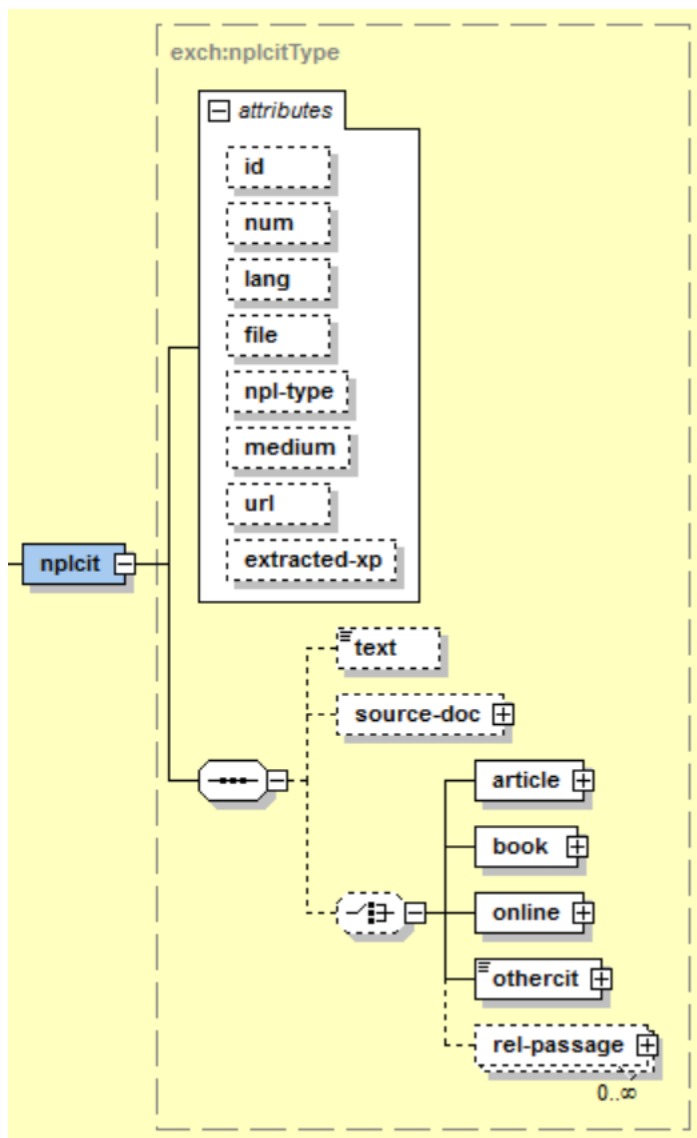 exch:nplcitType
attributes
id
num
lang
file
npl-type
medium
url
extracted-xp
nplcit
text
source-doc
article
book
online
othercit
rel-passage
0..∞